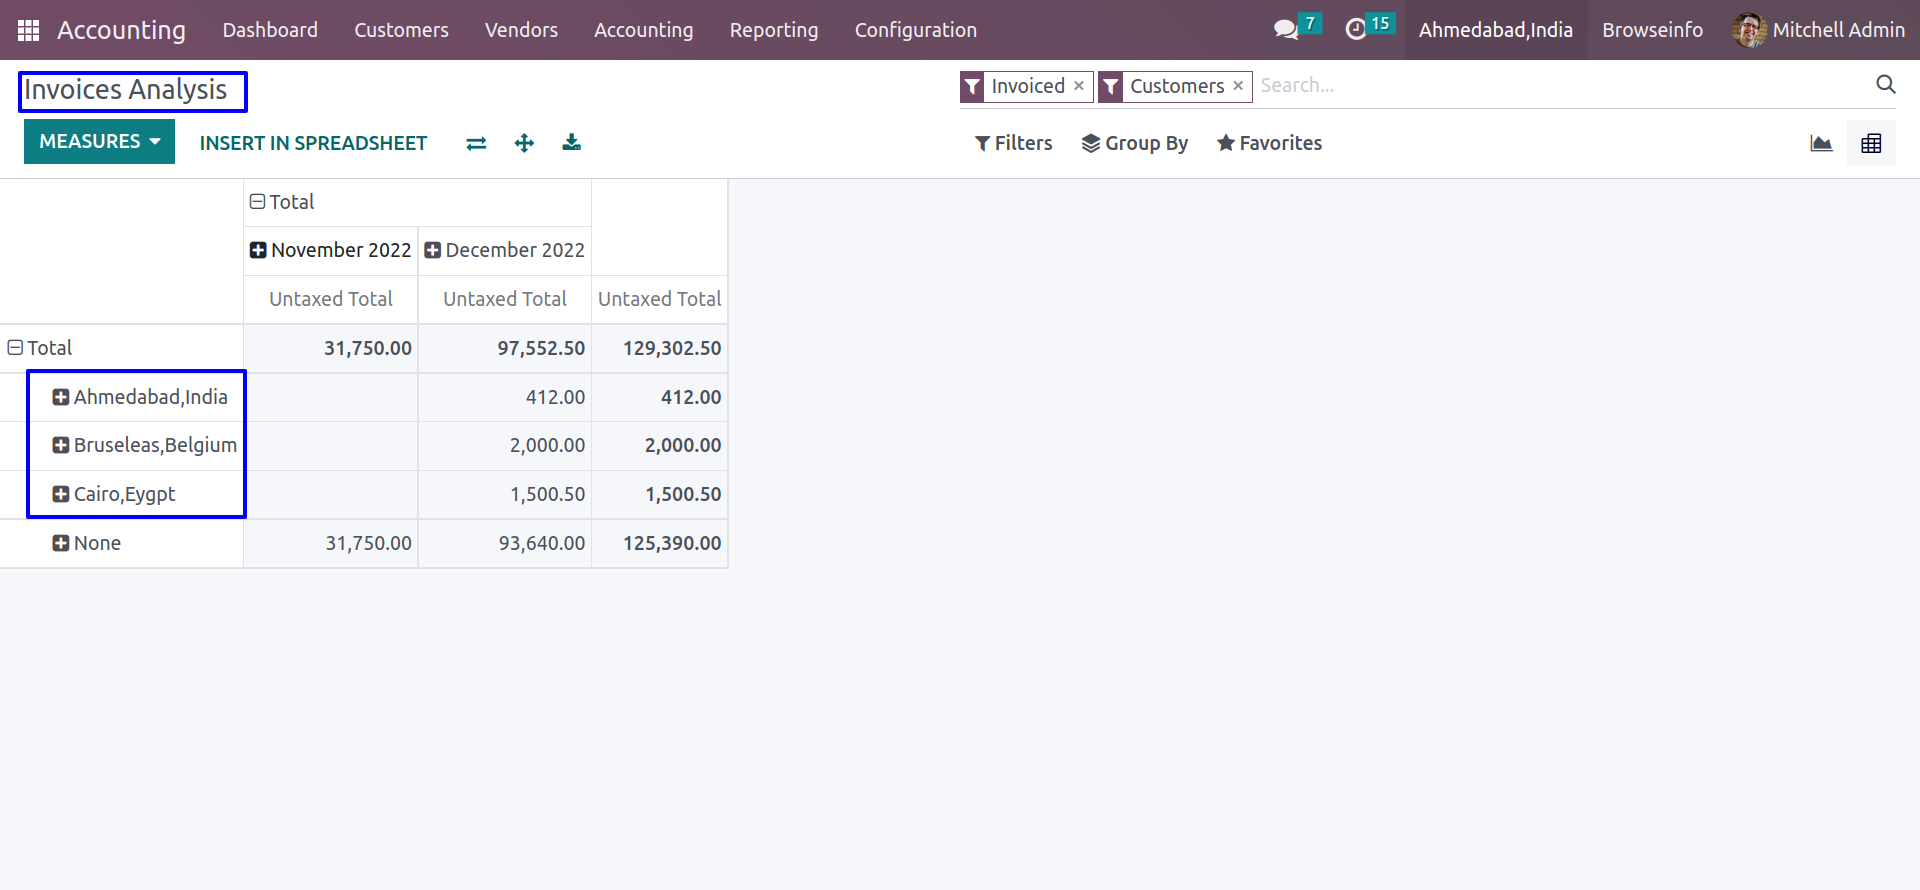 Accounting Dashboard Customers Vendors Accounting Reporting Configuration 7 15 Ahmedabad,India Browseinfo Mitchell Admin
Invoices Analysis Invoiced × Customers × Search...
MEASURES INSERT IN SPREADSHEET Filters Group By Favorites
Total
November 2022 December 2022
Untaxed Total Untaxed Total Untaxed Total
Total 31,750.00 97,552.50 129,302.50
Ahmedabad,India 412.00 412.00
Bruseleas,Belgium 2,000.00 2,000.00
Cairo,Eygpt 1,500.50 1,500.50
None 31,750.00 93,640.00 125,390.00